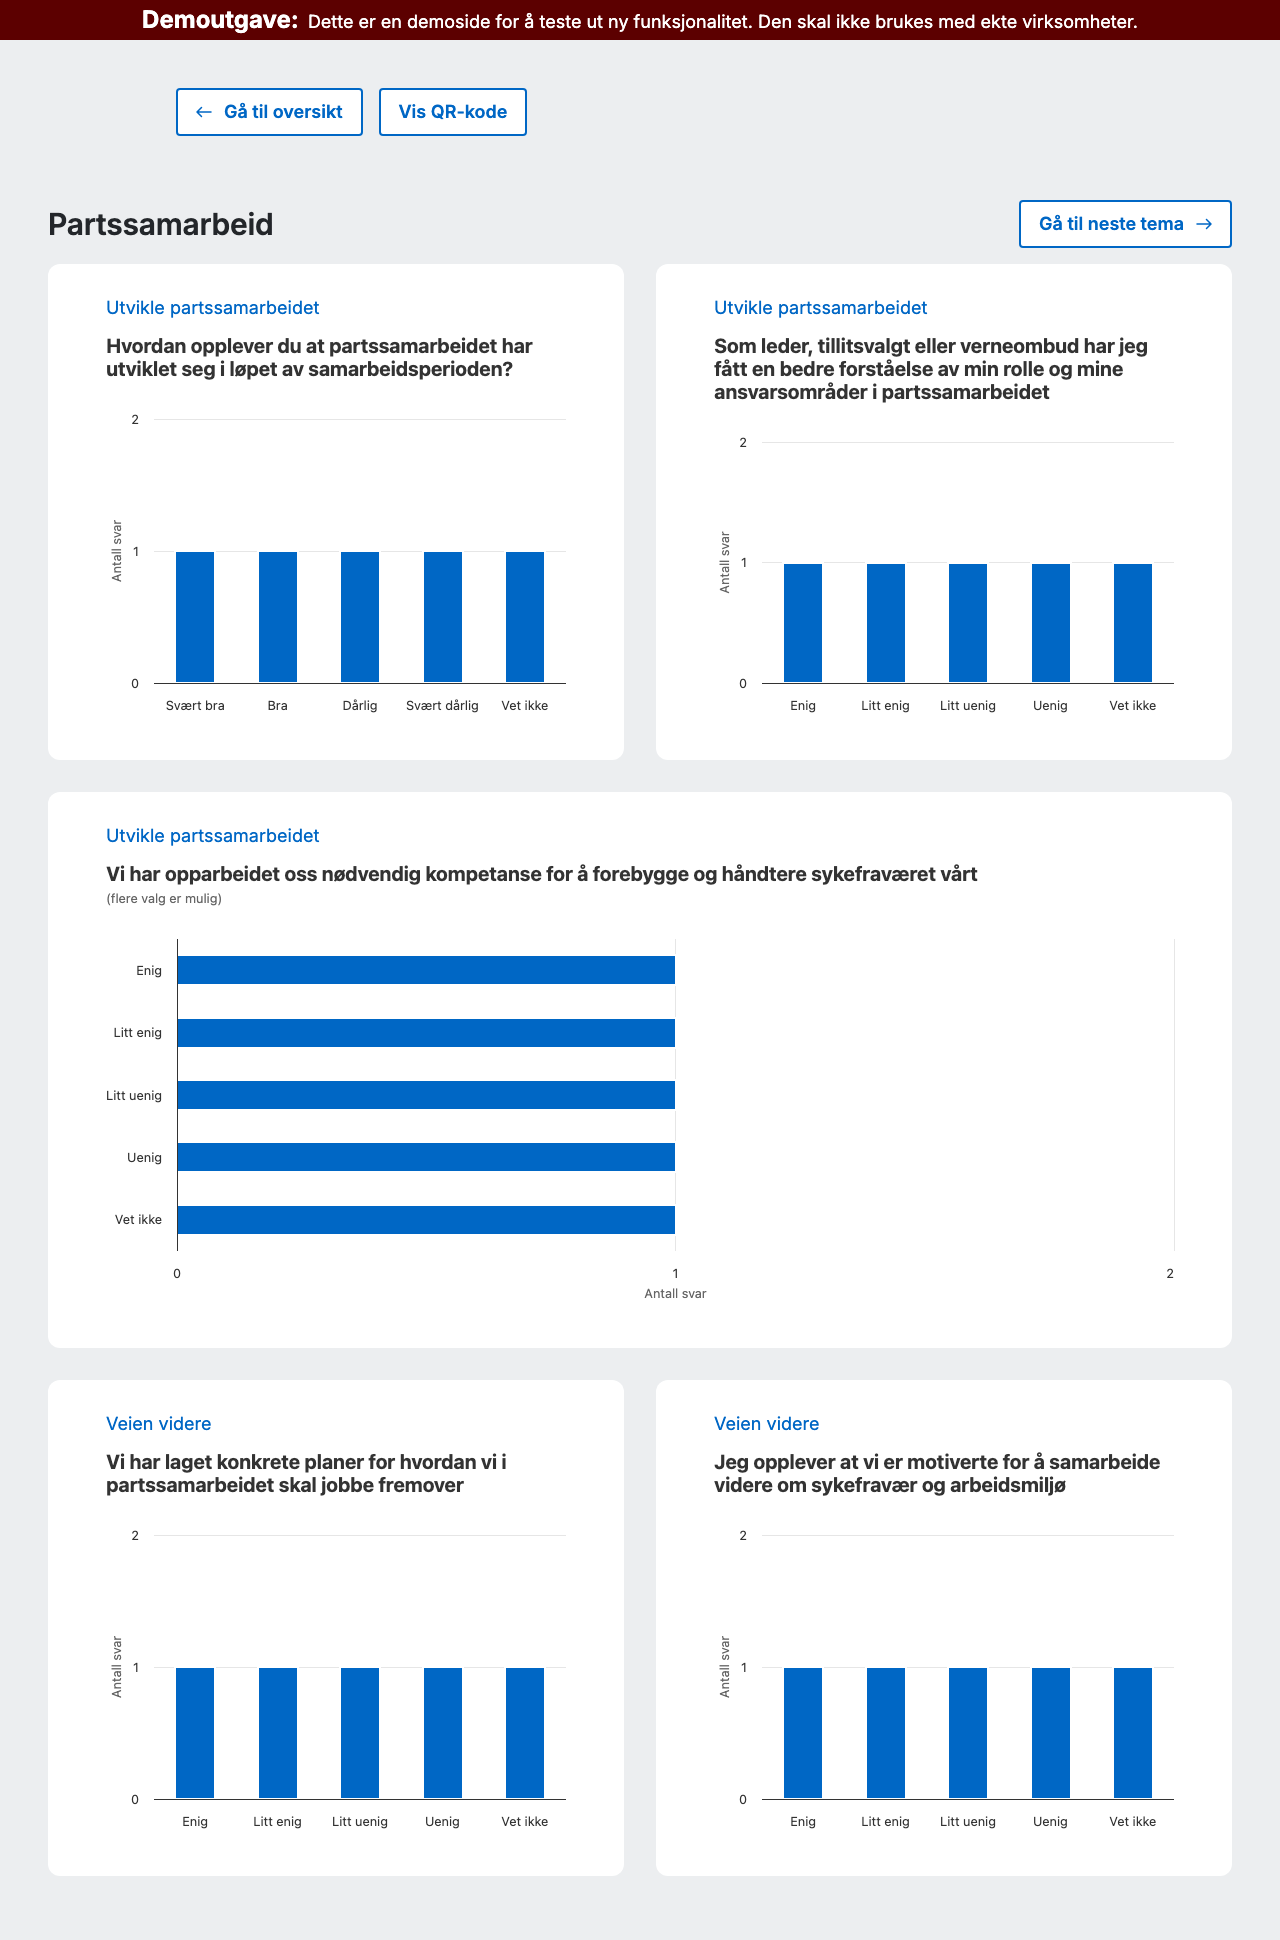 Demoutgave: Dette er en demoside for å teste ut ny funksjonalitet. Den skal ikke brukes med ekte virksomheter.
Gå til oversikt
Vis QR-kode
Partssamarbeid
Gå til neste tema
Utvikle partssamarbeidet
Hvordan opplever du at partssamarbeidet har
utviklet seg i løpet av samarbeidsperioden?
2
1
0
Antall svar
Svært bra
Bra
Dårlig
Svært dårlig
Vet ikke
Utvikle partssamarbeidet
Som leder, tillitsvalgt eller verneombud har jeg
fått en bedre forståelse av min rolle og mine
ansvarsområder i partssamarbeidet
2
1
0
Antall svar
Enig
Litt enig
Litt uenig
Uenig
Vet ikke
Utvikle partssamarbeidet
Vi har opparbeidet oss nødvendig kompetanse for å forebygge og håndtere sykefraværet vårt
(flere valg er mulig)
Enig
Litt enig
Litt uenig
Uenig
Vet ikke
0
1
2
Antall svar
Veien videre
Vi har laget konkrete planer for hvordan vi i
partssamarbeidet skal jobbe fremover
2
1
0
Antall svar
Enig
Litt enig
Litt uenig
Uenig
Vet ikke
Veien videre
Jeg opplever at vi er motiverte for å samarbeide
videre om sykefravær og arbeidsmiljø
2
1
0
Antall svar
Enig
Litt enig
Litt uenig
Uenig
Vet ikke